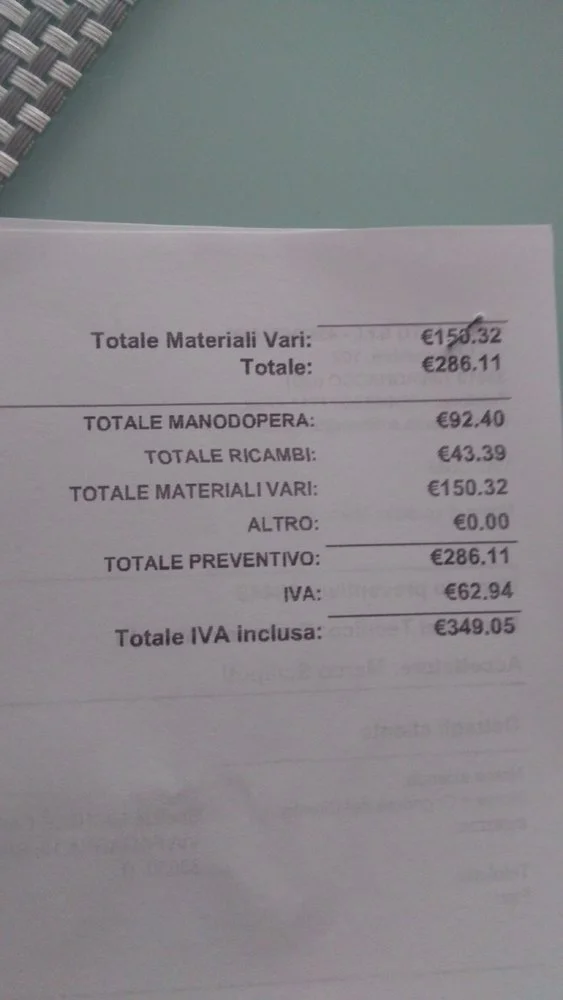 Totale Materiali Vari: €150.32
Totale: €286.11
TOTALE MANODOPERA: €92.40
TOTALE RICAMBI: €43.39
TOTALE MATERIALI VARI: €150.32
ALTRO: €0.00
TOTALE PREVENTIVO: €286.11
IVA: €62.94
Totale IVA inclusa: €349.05